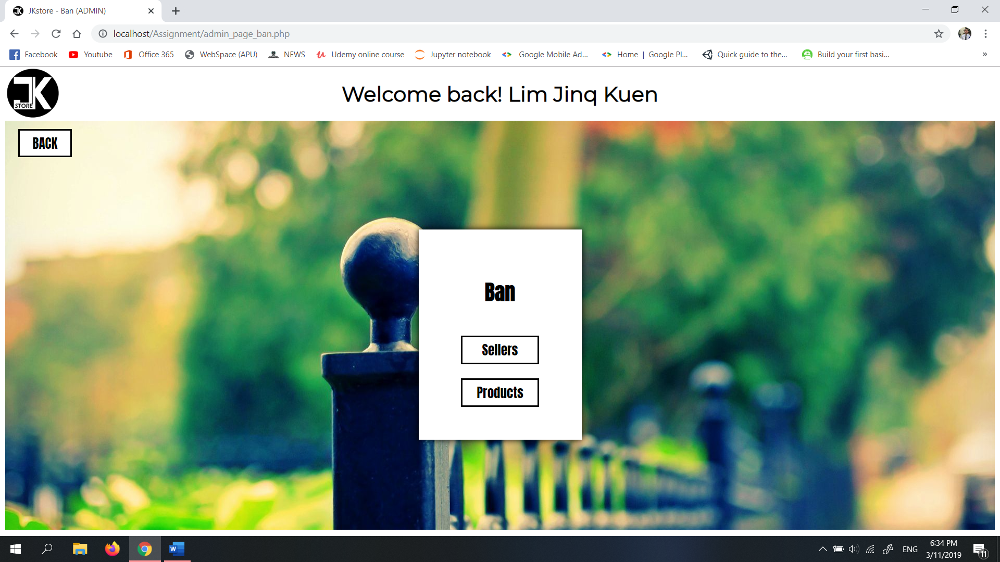 JKstore - Ban (ADMIN)
localhost/Assignment/admin_page_ban.php
Facebook
Youtube
Office 365
WebSpace (APU)
NEWS
Udemy online course
Jupyter notebook
Google Mobile Ad...
Home | Google Pl...
Quick guide to the...
Build your first basi...
»
JK
STORE
Welcome back! Lim Jinq Kuen
BACK
Ban
Sellers
Products
ENG
6:34 PM
3/11/2019
11